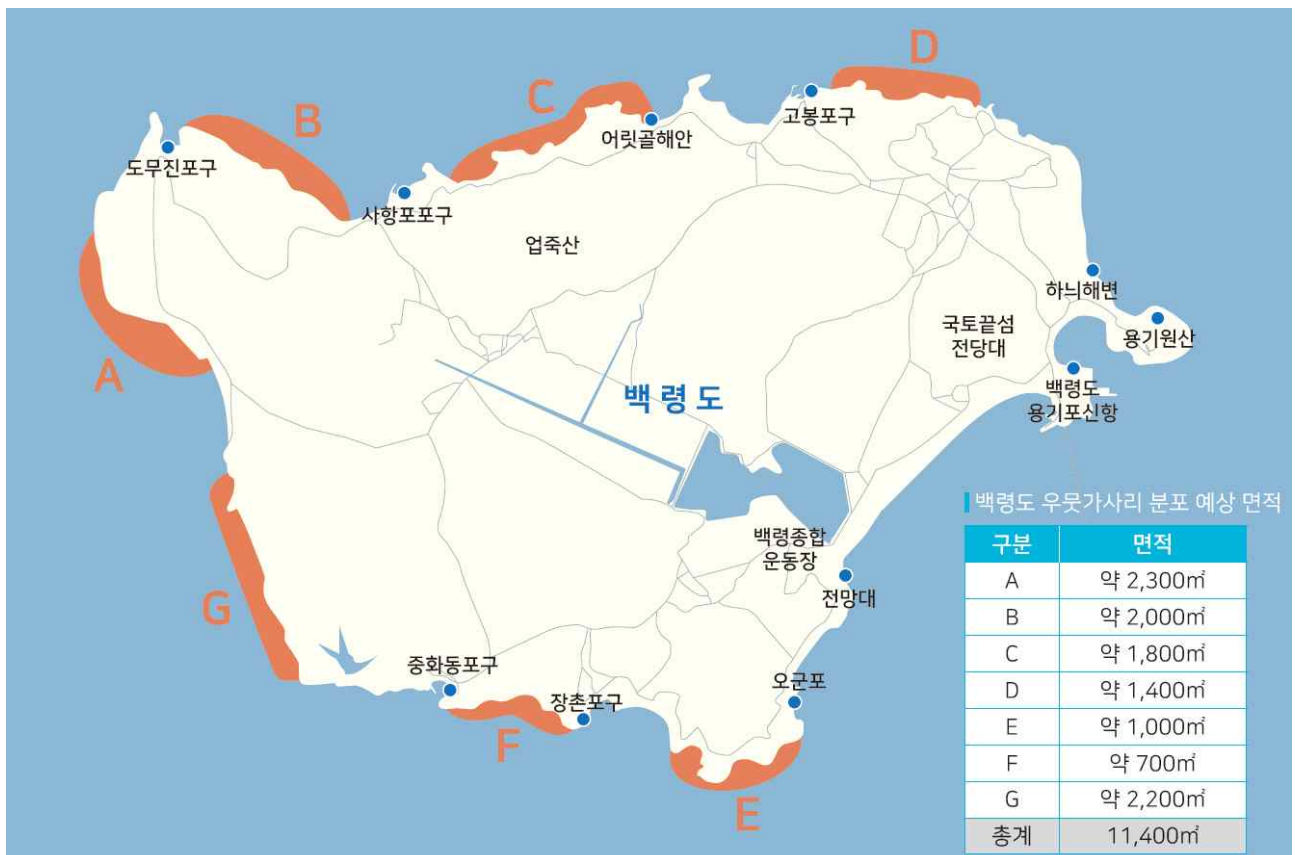 D
C
B
고봉포구
어릿골해안
도무진포구
사항포포구
업죽산
하늬해변
국토끝섬
전당대
용기원산
A
백령도
용기포신항
백 령 도
백령도 우뭇가사리 분포 예상 면적
구분 면적
A 약 2,300㎡
B 약 2,000㎡
C 약 1,800㎡
D 약 1,400㎡
E 약 1,000㎡
F 약 700㎡
G 약 2,200㎡
총계 11,400㎡
백령종합
운동장
전망대
G
중화동포구
장촌포구
오군포
F
E